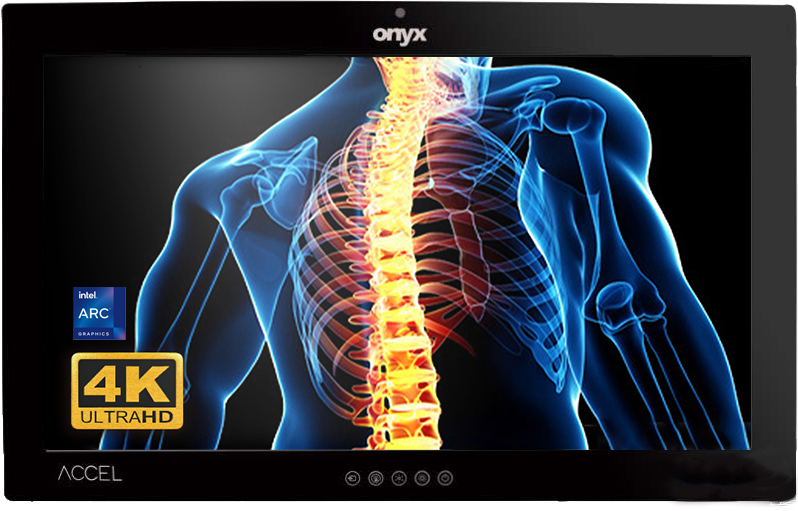 onyx
intel.
ARC
GRAPHICS
4K
ULTRAHD
ACCEL